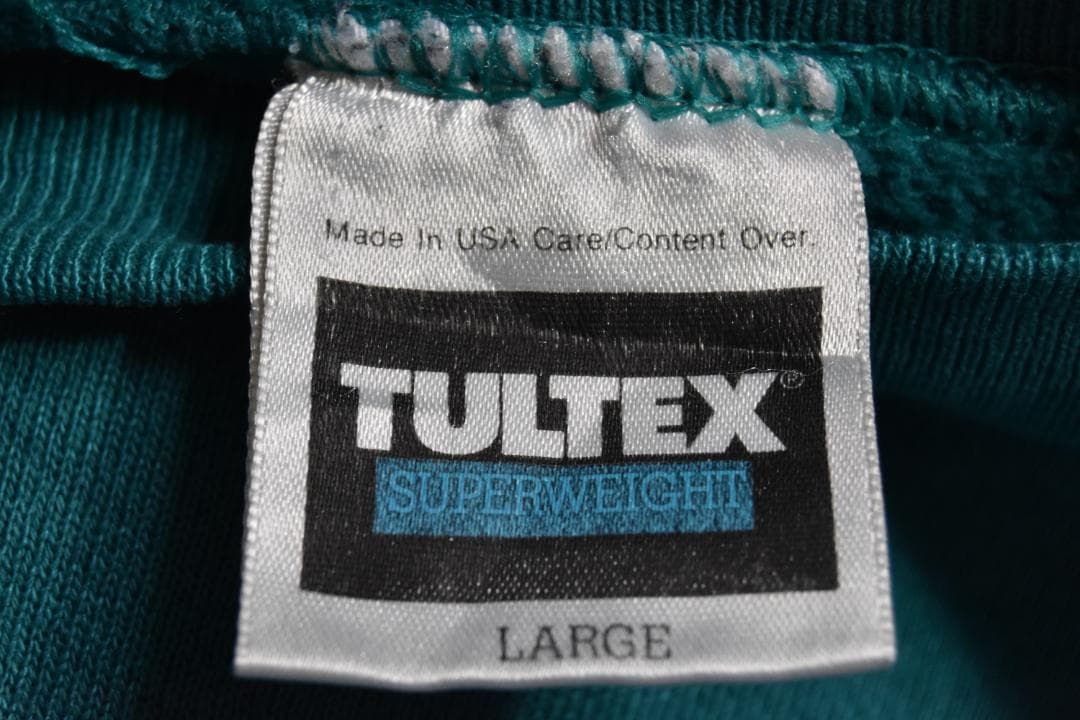 Made In USA Care/Content Over.
TULTEX®
SUPERWEIGHT
LARGE